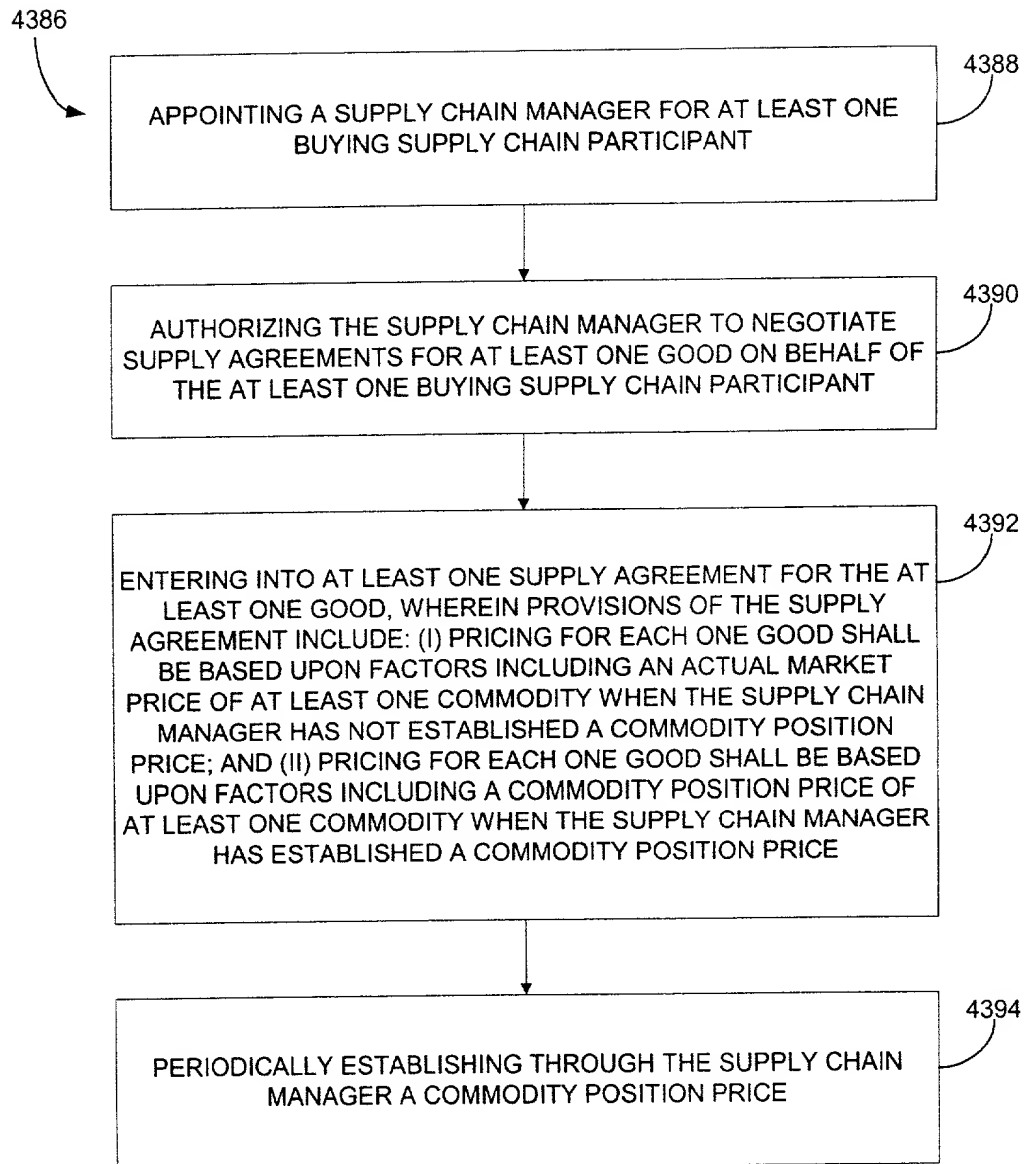 4386
4388
APPOINTING A SUPPLY CHAIN MANAGER FOR AT LEAST ONE
BUYING SUPPLY CHAIN PARTICIPANT
4390
AUTHORIZING THE SUPPLY CHAIN MANAGER TO NEGOTIATE
SUPPLY AGREEMENTS FOR AT LEAST ONE GOOD ON BEHALF OF
THE AT LEAST ONE BUYING SUPPLY CHAIN PARTICIPANT
4392
ENTERING INTO AT LEAST ONE SUPPLY AGREEMENT FOR THE AT
LEAST ONE GOOD, WHEREIN PROVISIONS OF THE SUPPLY
AGREEMENT INCLUDE: (I) PRICING FOR EACH ONE GOOD SHALL
BE BASED UPON FACTORS INCLUDING AN ACTUAL MARKET
PRICE OF AT LEAST ONE COMMODITY WHEN THE SUPPLY CHAIN
MANAGER HAS NOT ESTABLISHED A COMMODITY POSITION
PRICE; AND (II) PRICING FOR EACH ONE GOOD SHALL BE BASED
UPON FACTORS INCLUDING A COMMODITY POSITION PRICE OF
AT LEAST ONE COMMODITY WHEN THE SUPPLY CHAIN MANAGER
HAS ESTABLISHED A COMMODITY POSITION PRICE
4394
PERIODICALLY ESTABLISHING THROUGH THE SUPPLY CHAIN
MANAGER A COMMODITY POSITION PRICE